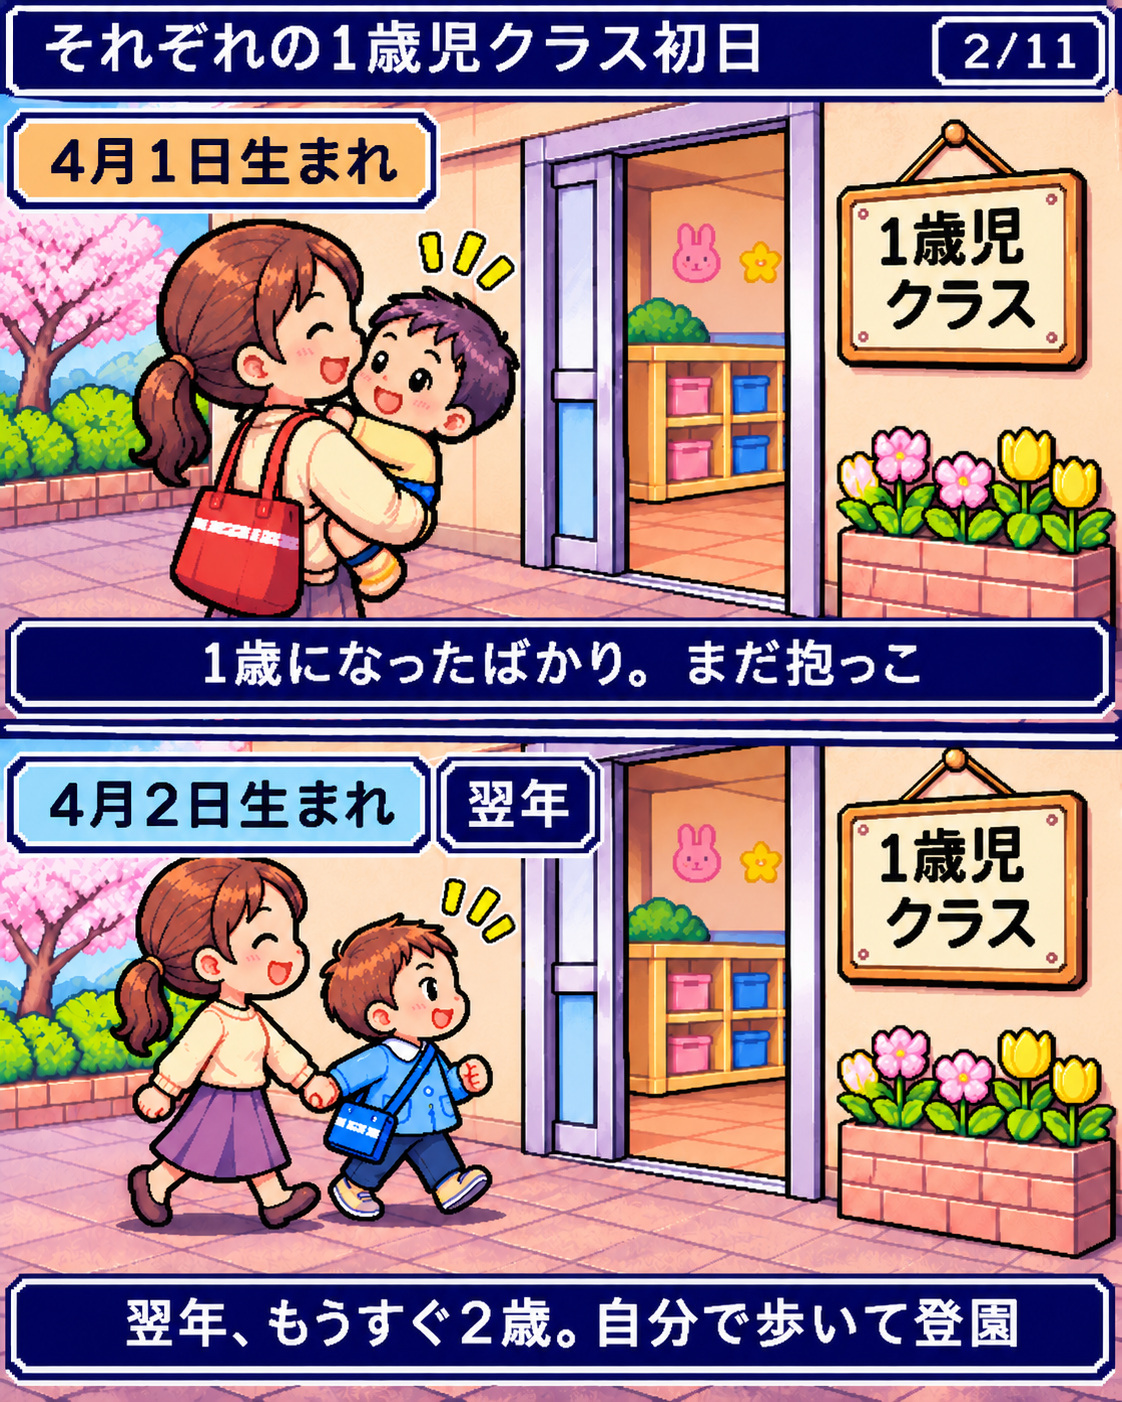 それぞれの1歳児クラス初日
2/11
4月1日生まれ
1歳児
クラス
1歳になったばかり。まだ抱っこ
4月2日生まれ
翌年
1歳児
クラス
翌年、もうすぐ2歳。自分で歩いて登園